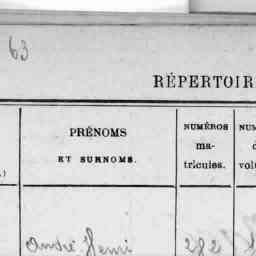 63
RÉPERTOIR
PRÉNOMS
ET SURNOMS.
NUMÉROS
ma-
tricules.
André Henri 282